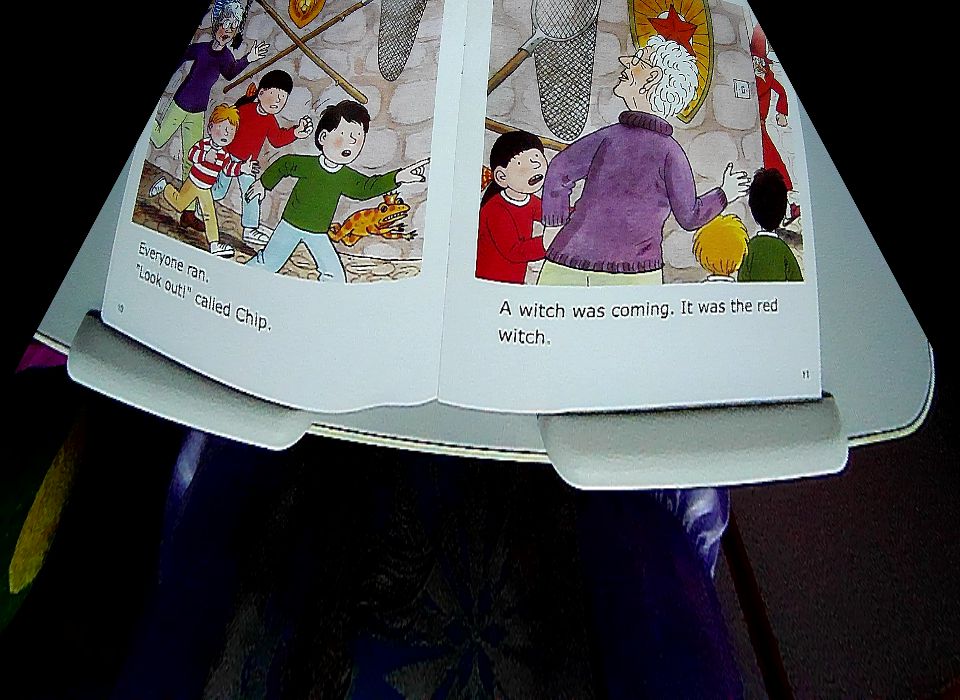 Everyone ran.
"Look out!" called Chip.
10
A witch was coming. It was the red
witch.
11